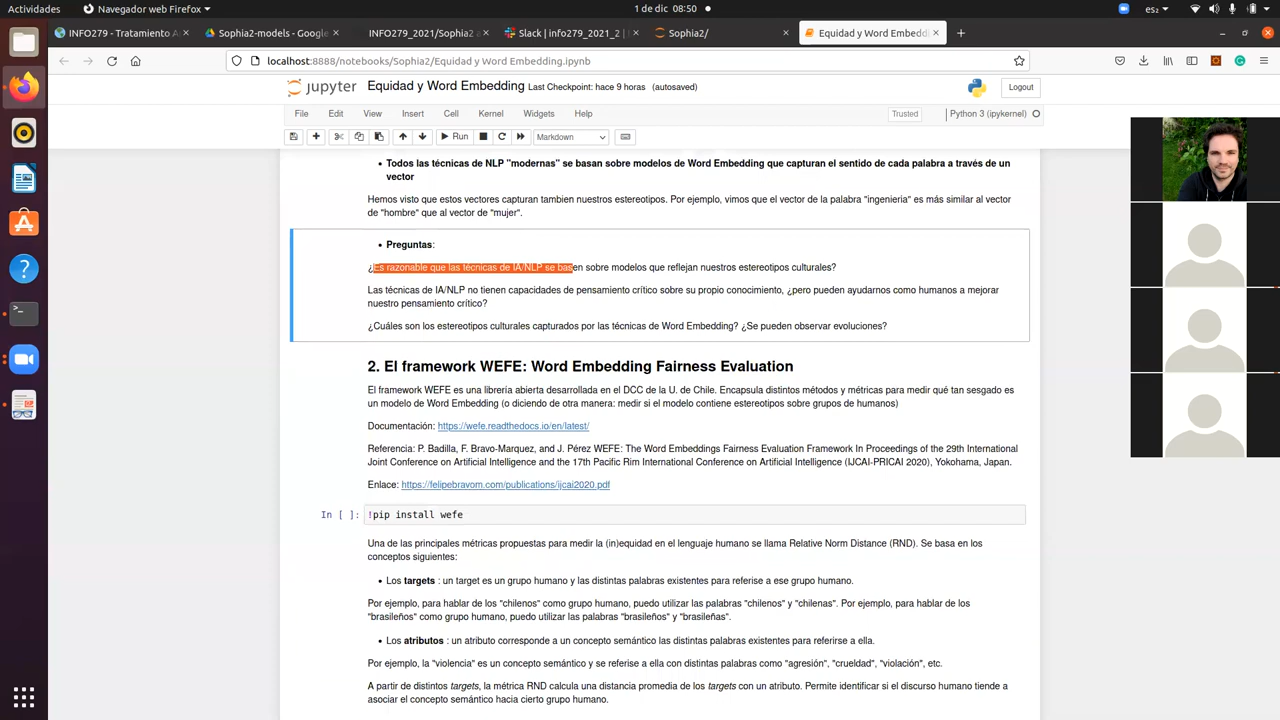 Actividades
Navegador web Firefox
1 de dic 08:50
es₂
INFO279 - Tratamiento A
Sophia2-models - Google
INFO279_2021/Sophia2 a
Slack | info279_2021_2 |
Sophia2/
Equidad y Word Embedd
localhost:8888/notebooks/Sophia2/Equidad y Word Embedding.ipynb
jupyter Equidad y Word Embedding Last Checkpoint: hace 9 horas (autosaved)
Logout
File Edit View Insert Cell Kernel Widgets Help
Trusted
Python 3 (ipykernel)
Run
Markdown
• Todos las técnicas de NLP "modernas" se basan sobre modelos de Word Embedding que capturan el sentido de cada palabra a través de un
vector
Hemos visto que estos vectores capturan tambien nuestros estereotipos. Por ejemplo, vimos que el vector de la palabra "ingenieria" es más similar al vector
de "hombre" que al vector de "mujer".
• Preguntas:
¿Es razonable que las técnicas de IA/NLP se basen sobre modelos que reflejan nuestros estereotipos culturales?
Las técnicas de IA/NLP no tienen capacidades de pensamiento crítico sobre su propio conocimiento, ¿pero pueden ayudarnos como humanos a mejorar
nuestro pensamiento crítico?
¿Cuáles son los estereotipos culturales capturados por las técnicas de Word Embedding? ¿Se pueden observar evoluciones?
2. El framework WEFE: Word Embedding Fairness Evaluation
El framework WEFE es una librería abierta desarrollada en el DCC de la U. de Chile. Encapsula distintos métodos y métricas para medir qué tan sesgado es
un modelo de Word Embedding (o diciendo de otra manera: medir si el modelo contiene estereotipos sobre grupos de humanos)
Documentación: https://wefe.readthedocs.io/en/latest/
Referencia: P. Badilla, F. Bravo-Marquez, and J. Pérez WEFE: The Word Embeddings Fairness Evaluation Framework In Proceedings of the 29th International
Joint Conference on Artificial Intelligence and the 17th Pacific Rim International Conference on Artificial Intelligence (IJCAI-PRICAI 2020), Yokohama, Japan.
Enlace: https://felipebravom.com/publications/ijcai2020.pdf
In [ ]: !pip install wefe
Una de las principales métricas propuestas para medir la (in)equidad en el lenguaje humano se llama Relative Norm Distance (RND). Se basa en los
conceptos siguientes:
• Los targets : un target es un grupo humano y las distintas palabras existentes para referise a ese grupo humano.
Por ejemplo, para hablar de los "chilenos" como grupo humano, puedo utilizar las palabras "chilenos" y "chilenas". Por ejemplo, para hablar de los
"brasileños" como grupo humano, puedo utilizar las palabras "brasileños" y "brasileñas".
• Los atributos : un atributo corresponde a un concepto semántico las distintas palabras existentes para referirse a ella.
Por ejemplo, la "violencia" es un concepto semántico y se referise a ella con distintas palabras como "agresión", "crueldad", "violación", etc.
A partir de distintos targets, la métrica RND calcula una distancia promedia de los targets con un atributo. Permite identificar si el discurso humano tiende a
asociar el concepto semántico hacia cierto grupo humano.